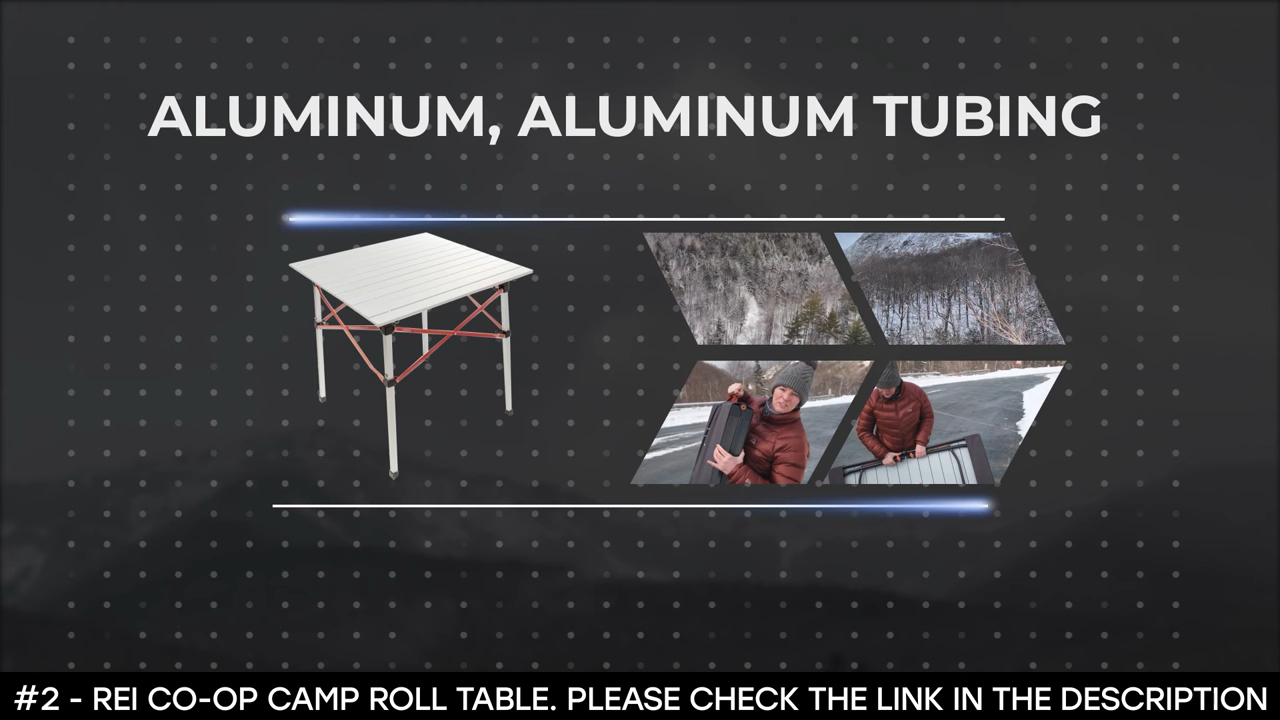 ALUMINUM, ALUMINUM TUBING
#2 - REI CO-OP CAMP ROLL TABLE. PLEASE CHECK THE LINK IN THE DESCRIPTION